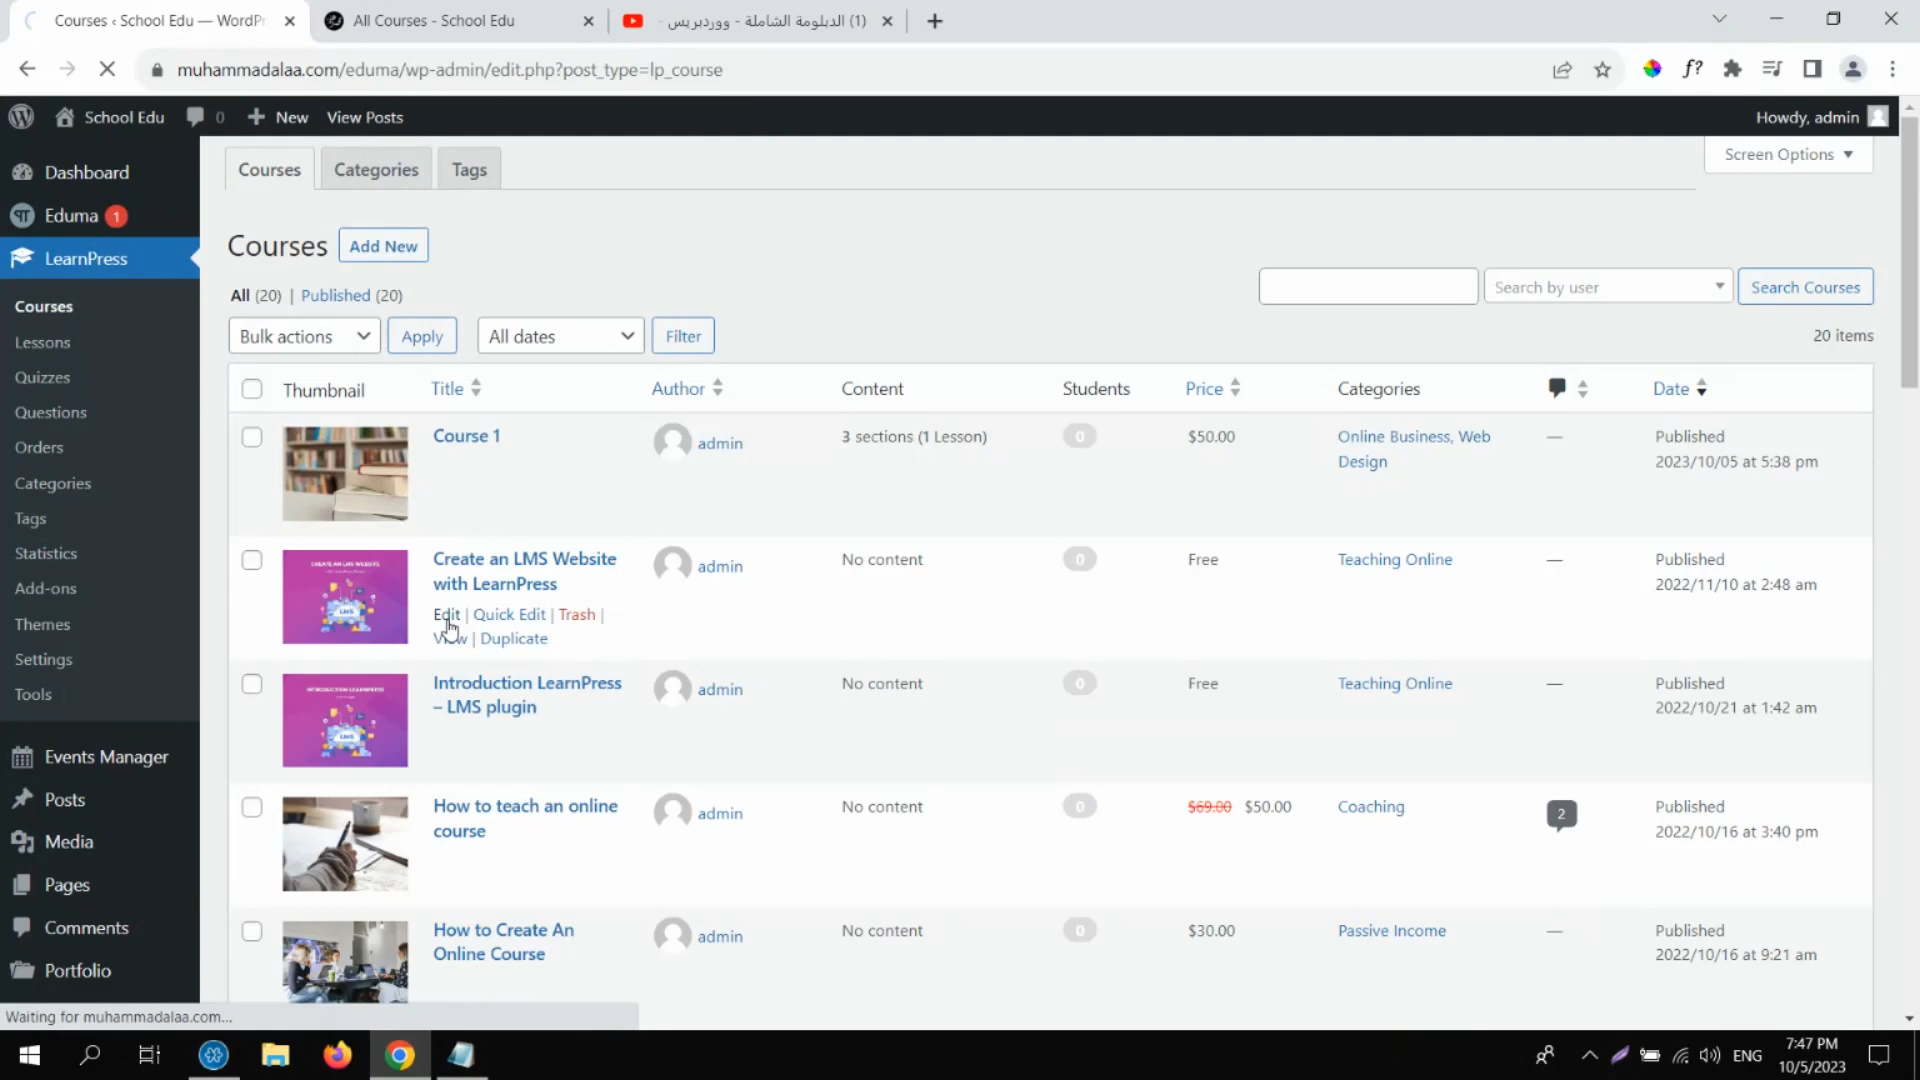 Courses ‹ School Edu — WordPr
All Courses - School Edu
(1) الدبلومة الشاملة - ووردبريس -
muhammadalaa.com/eduma/wp-admin/edit.php?post_type=lp_course
f?
School Edu
0
New
View Posts
Howdy, admin
Dashboard
Eduma 1
LearnPress
Courses
Lessons
Quizzes
Questions
Orders
Categories
Tags
Statistics
Add-ons
Themes
Settings
Tools
Events Manager
Posts
Media
Pages
Comments
Portfolio
Courses
Categories
Tags
Screen Options
Courses
Add New
All (20) | Published (20)
Search by user
Search Courses
Bulk actions
Apply
All dates
Filter
20 items
Thumbnail
Title
Author
Content
Students
Price
Categories
Date
Course 1
admin
3 sections (1 Lesson)
0
$50.00
Online Business, Web
Design
—
Published
2023/10/05 at 5:38 pm
CREATE AN LMS WEBSITE
LMS
Create an LMS Website
with LearnPress
Edit | Quick Edit | Trash |
View | Duplicate
admin
No content
0
Free
Teaching Online
—
Published
2022/11/10 at 2:48 am
INTRODUCTION LEARNPRESS
LMS
Introduction LearnPress
– LMS plugin
admin
No content
0
Free
Teaching Online
—
Published
2022/10/21 at 1:42 am
How to teach an online
course
admin
No content
0
$69.00 $50.00
Coaching
2
Published
2022/10/16 at 3:40 pm
How to Create An
Online Course
admin
No content
0
$30.00
Passive Income
—
Published
2022/10/16 at 9:21 am
Waiting for muhammadalaa.com...
ENG
7:47 PM
10/5/2023